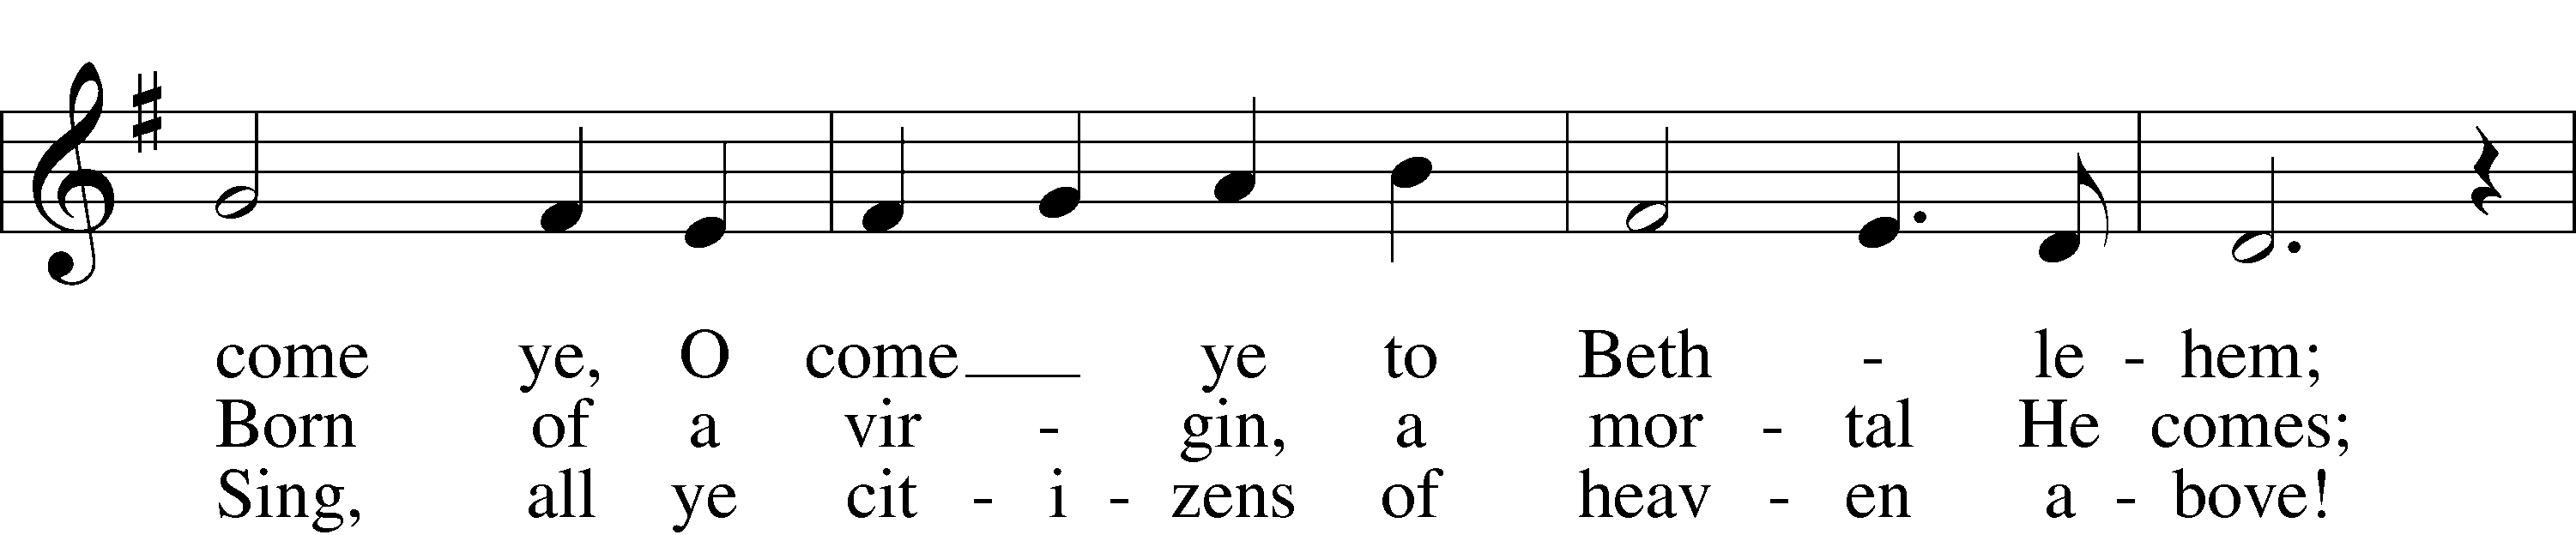 come ye, O come___ ye to Beth - le - hem;
Born of a vir - gin, a mor - tal He comes;
Sing, all ye cit - i - zens of heav - en a - bove!